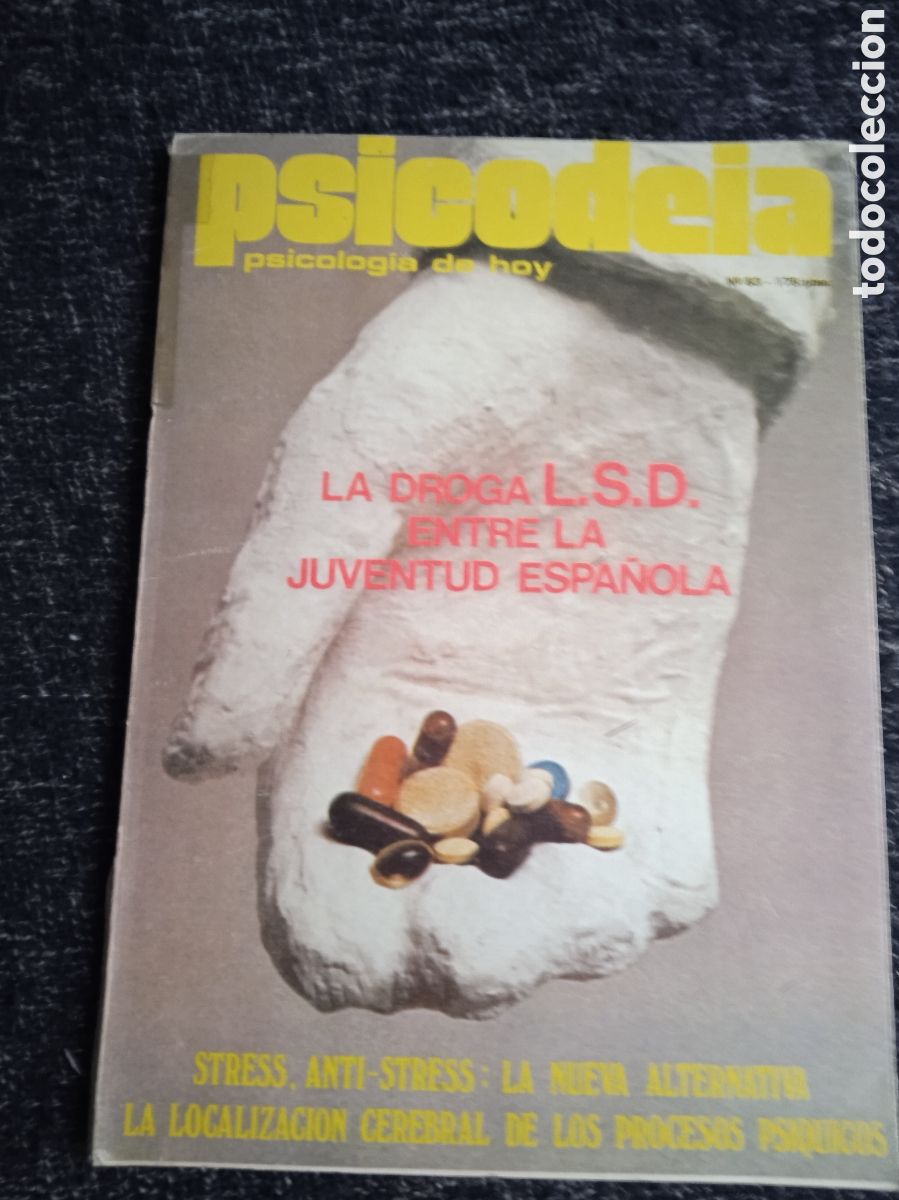 psicodeia
psicologia de hoy
LA DROGA L.S.D.
ENTRE LA
JUVENTUD ESPAÑOLA
STRESS, ANTI-STRESS: LA NUEVA ALTERNATIVA
LA LOCALIZACION CEREBRAL DE LOS PROCESOS PSIQUICOS
todocoleccion